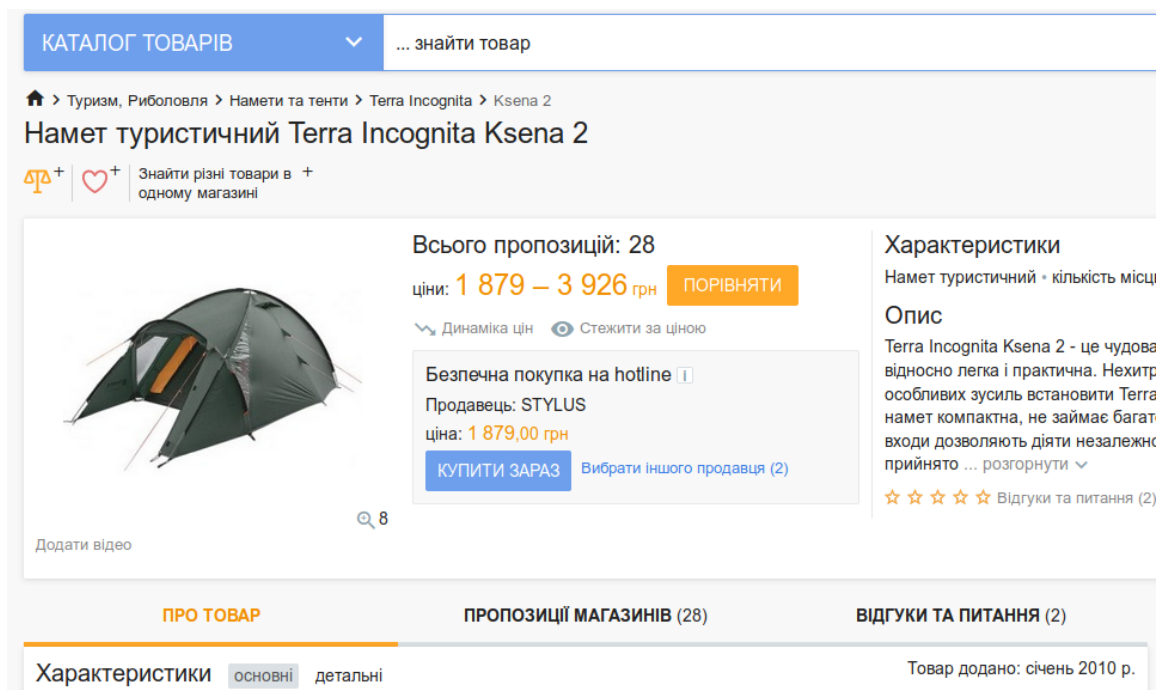 КАТАЛОГ ТОВАРІВ
... знайти товар
Туризм, Риболовля > Намети та тенти > Terra Incognita > Ksena 2
Намет туристичний Terra Incognita Ksena 2
Знайти різні товари в +
одному магазині
Всього пропозицій: 28
ціни: 1 879 – 3 926 грн
ПОРІВНЯТИ
Динаміка цін
Стежити за ціною
Безпечна покупка на hotline i
Продавець: STYLUS
ціна: 1 879,00 грн
КУПИТИ ЗАРАЗ
Вибрати іншого продавця (2)
8
Додати відео
Характеристики
Намет туристичний • кількість місць
Опис
Terra Incognita Ksena 2 - це чудова
відносно легка і практична. Нехитр
особливих зусиль встановити Terra
намет компактна, не займає багат
входи дозволяють діяти незалежно
прийнято ... розгорнути
Відгуки та питання (2)
ПРО ТОВАР
ПРОПОЗИЦІЇ МАГАЗИНІВ (28)
ВІДГУКИ ТА ПИТАННЯ (2)
Характеристики
основні
детальні
Товар додано: січень 2010 р.